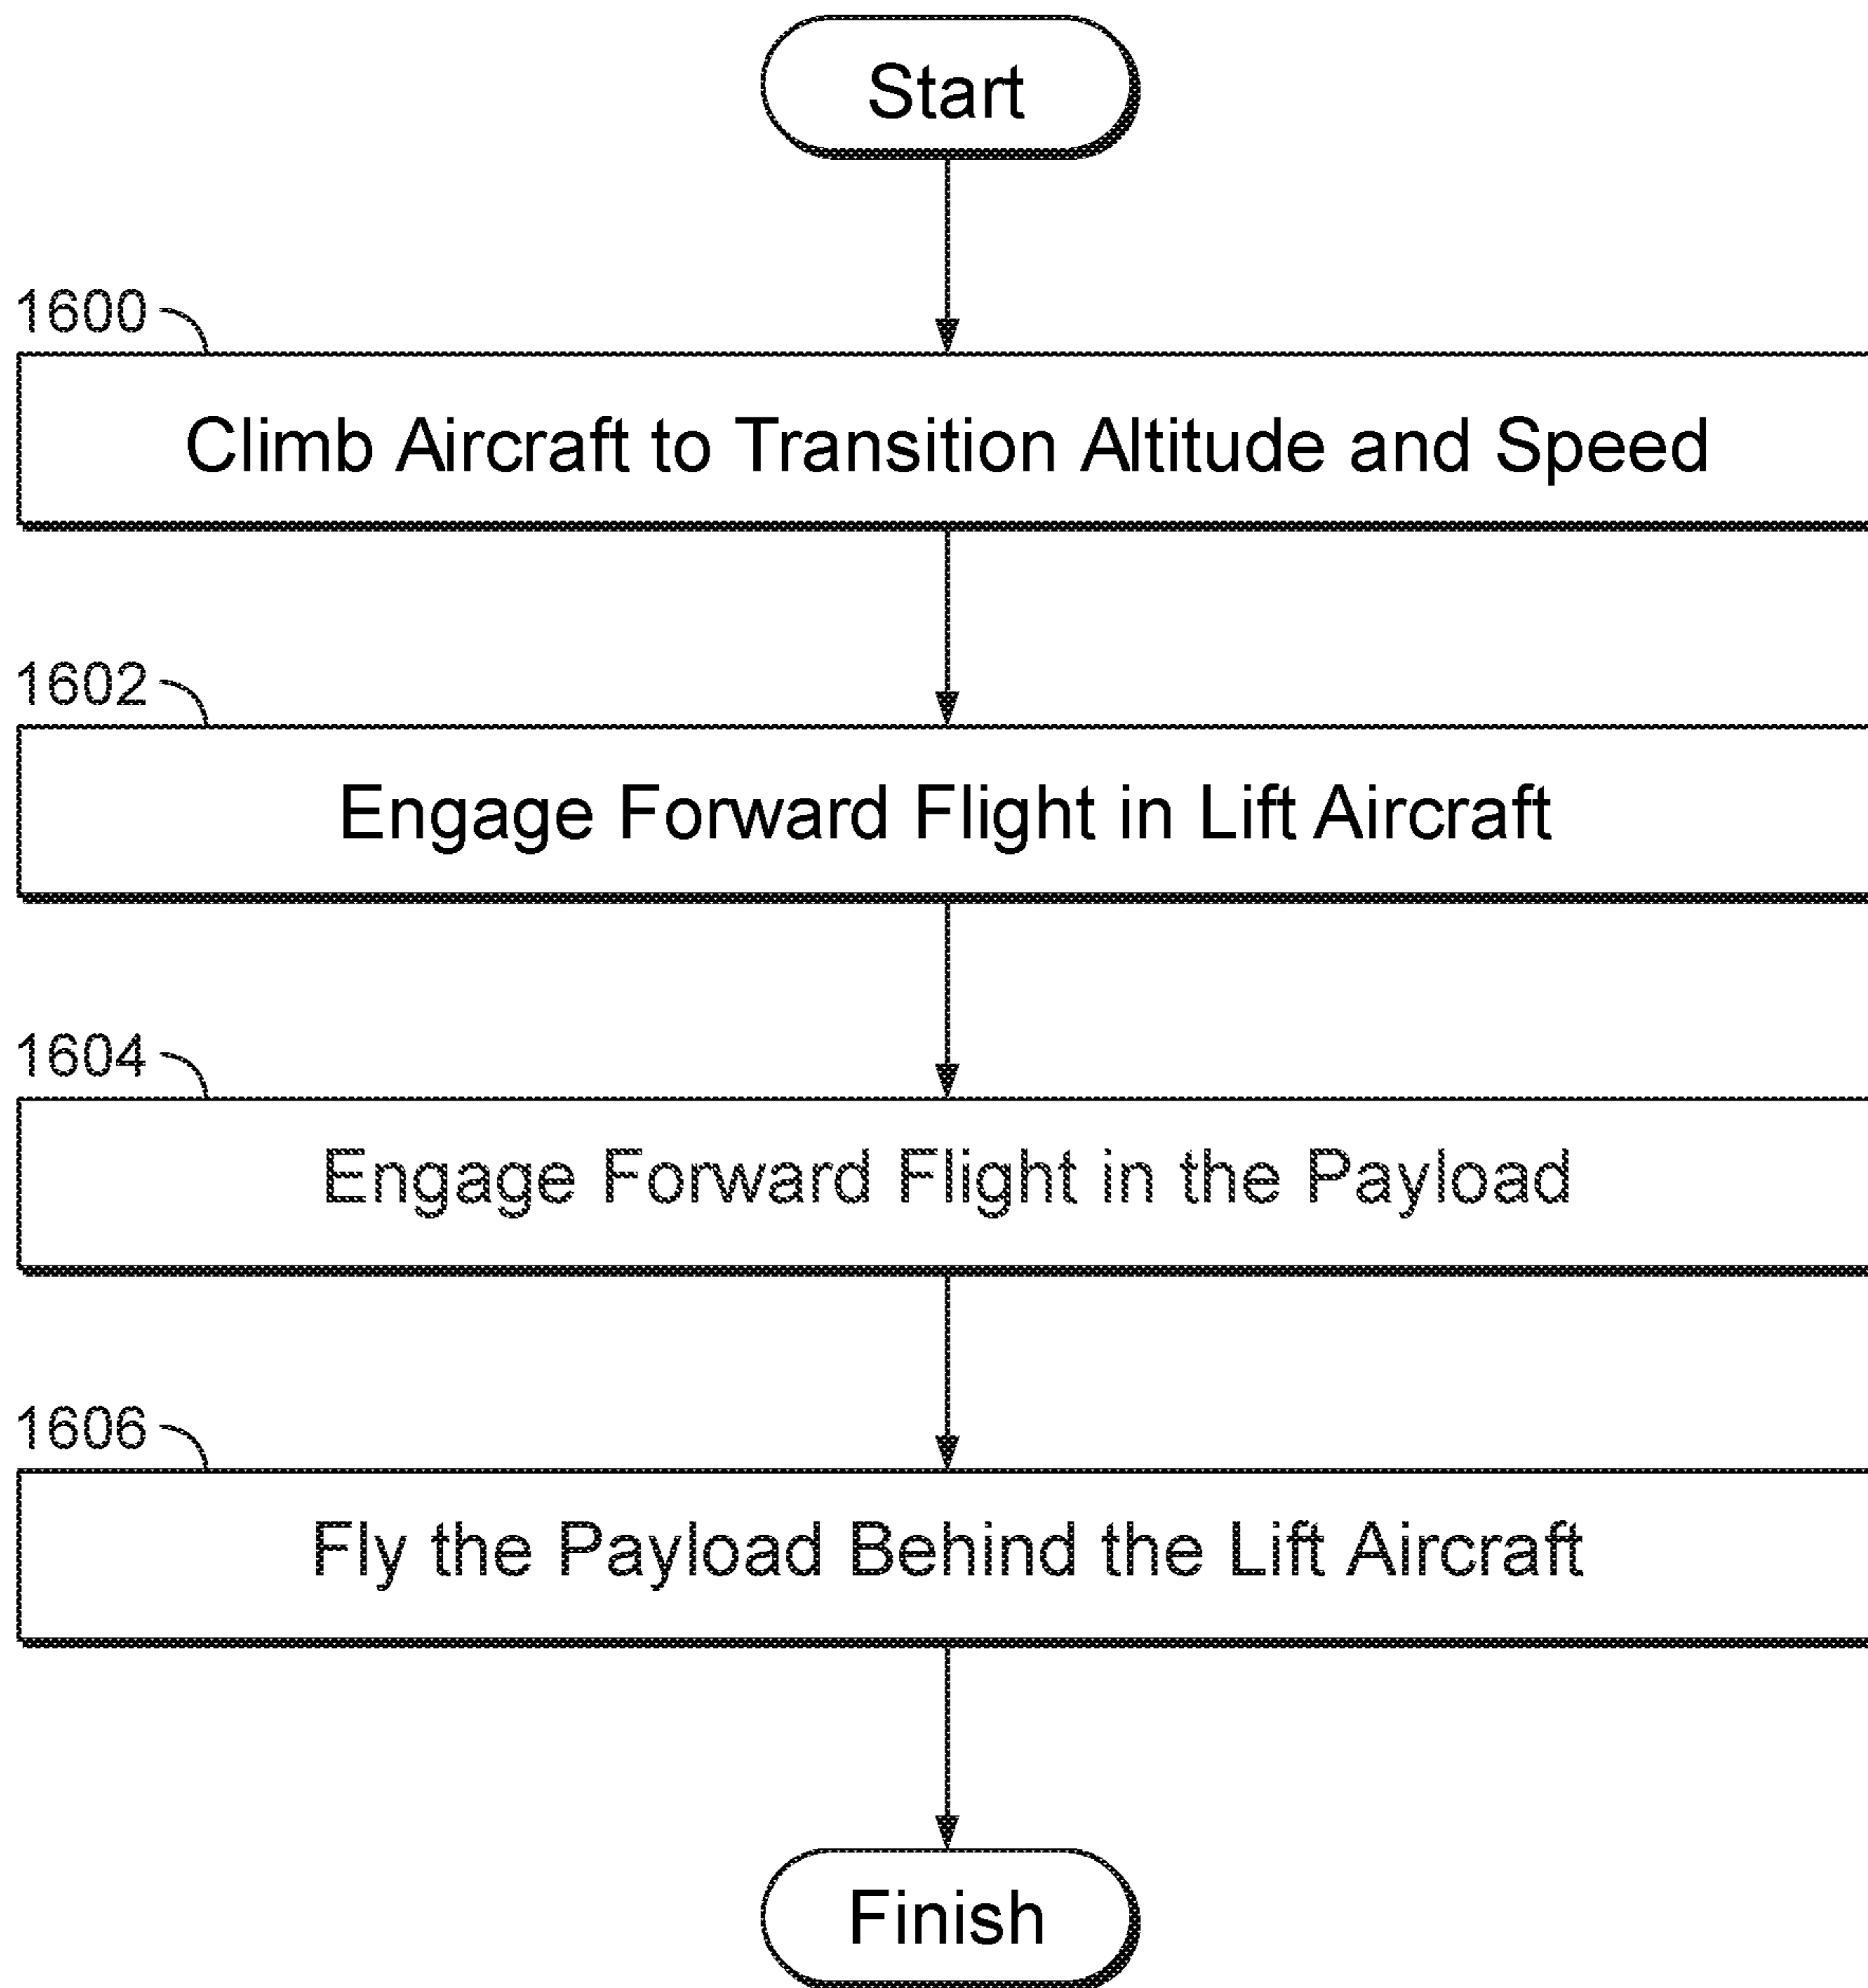 Start
1600
Climb Aircraft to Transition Altitude and Speed
1602
Engage Forward Flight in Lift Aircraft
1604
Engage Forward Flight in the Payload
1606
Fly the Payload Behind the Lift Aircraft
Finish